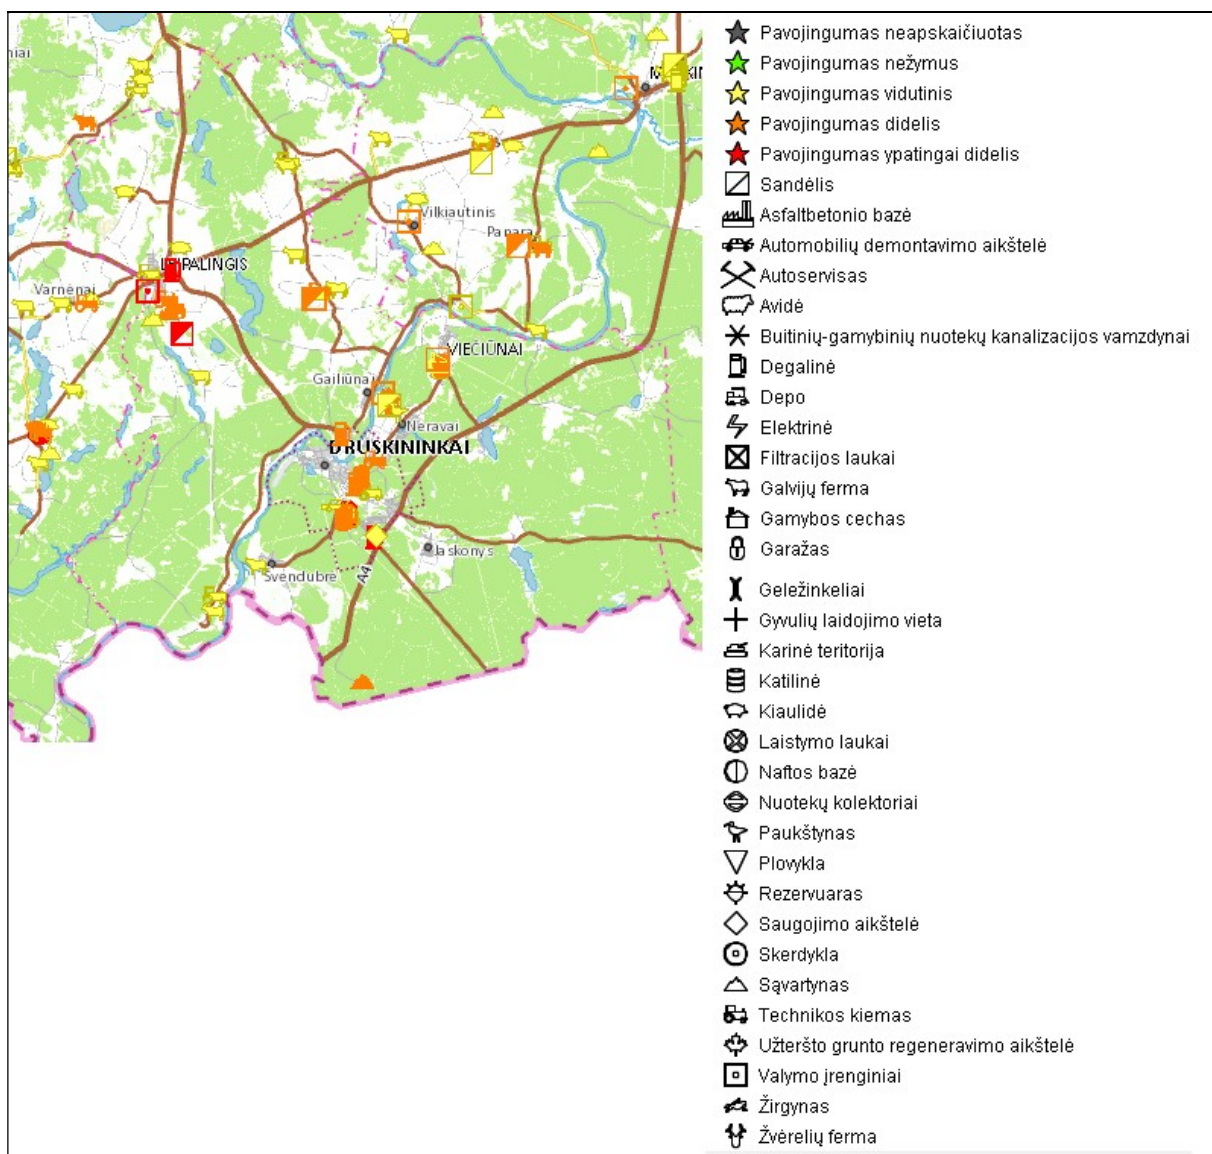 niai
LEIPALINGIS
Vilkiautinis
Varnėnai
VIEČIŪNAI
Gailiūnai
Neravai
DRUSKININKAI
Jaskonys
Švendubrė
A4
Pavojingumas neapskaičiuotas
Pavojingumas nežymus
Pavojingumas vidutinis
Pavojingumas didelis
Pavojingumas ypatingai didelis
Sandėlis
Asfaltbetonio bazė
Automobilių demontavimo aikštelė
Autoservisas
Avidė
Buitinių-gamybinių nuotekų kanalizacijos vamzdynai
Degalinė
Depo
Elektrinė
Filtracijos laukai
Galvijų ferma
Gamybos cechas
Garažas
Geležinkeliai
Gyvulių laidojimo vieta
Karinė teritorija
Katilinė
Kiaulidė
Laistymo laukai
Naftos bazė
Nuotekų kolektoriai
Paukštynas
Plovykla
Rezervuaras
Saugojimo aikštelė
Skerdykla
Sąvartynas
Technikos kiemas
Užteršto grunto regeneravimo aikštelė
Valymo įrenginiai
Žirgynas
Žvėrelių ferma